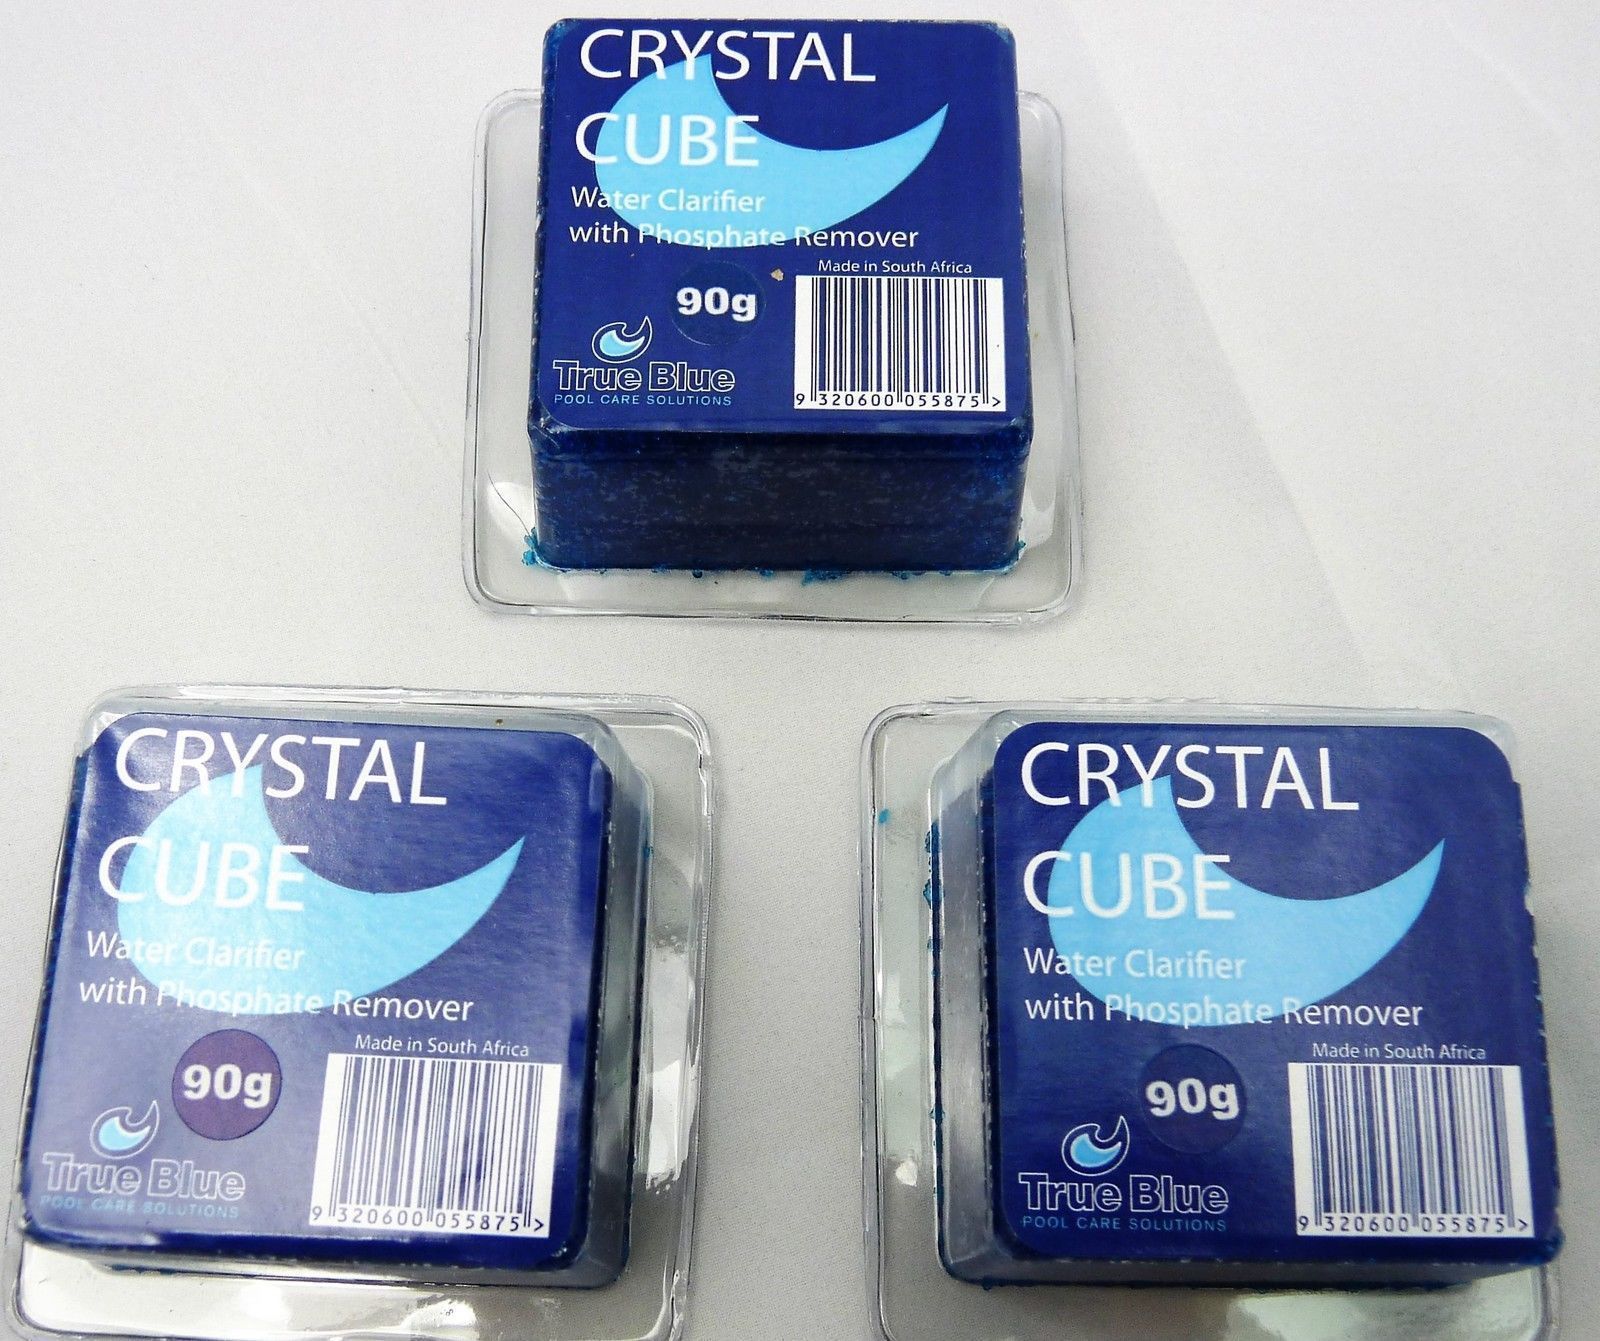 CRYSTAL
CUBE
Water Clarifier
with Phosphate Remover
Made in South Africa
90g
True Blue
POOL CARE SOLUTIONS
9 320600 055875 >
CRYSTAL
CUBE
Water Clarifier
with Phosphate Remover
Made in South Africa
90g
True Blue
POOL CARE SOLUTIONS
9 320600 055875 >
CRYSTAL
CUBE
Water Clarifier
with Phosphate Remover
Made in South Africa
90g
True Blue
POOL CARE SOLUTIONS
9 320600 055875 >